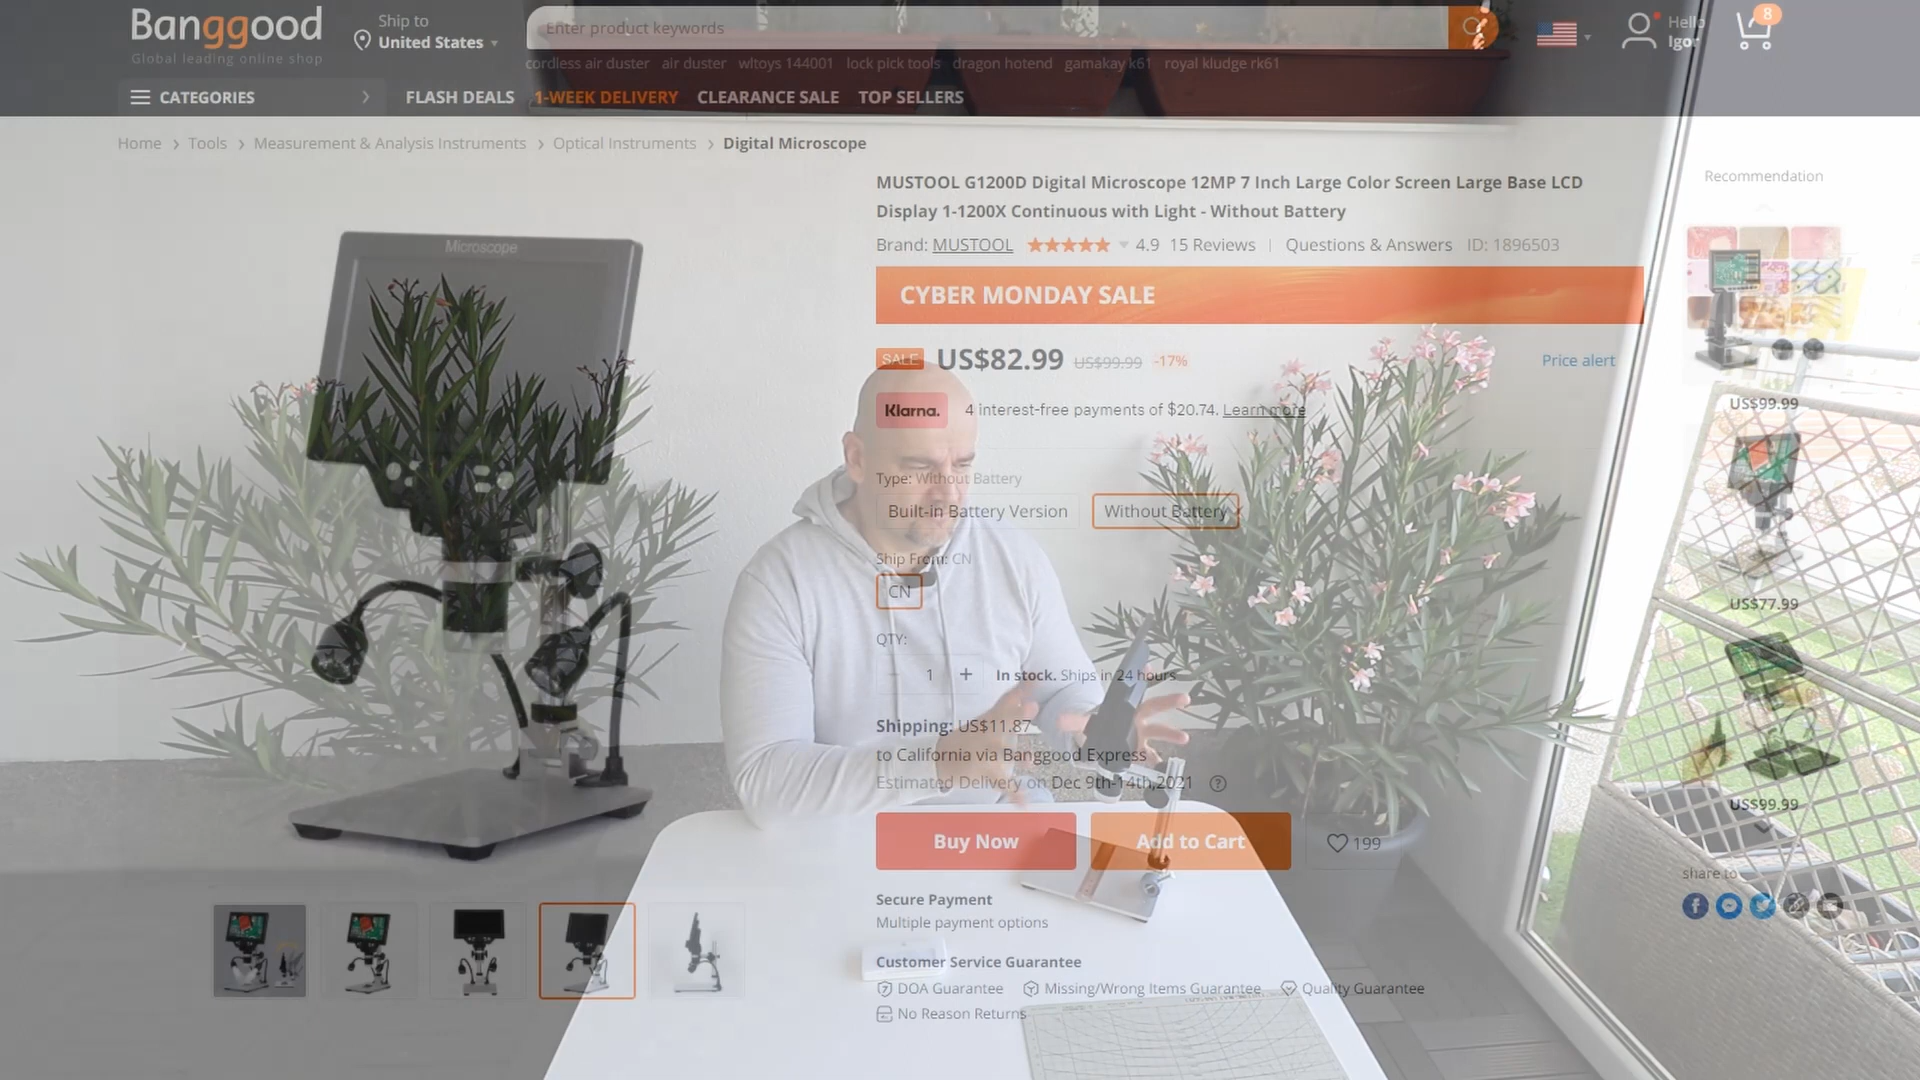 Banggood
Global leading online shop
Ship to
United States
Enter product keywords
cordless air duster air duster wltoys 144001 lock pick tools dragon hotend gamakay k61 royal kludge rk61
Hello
Igor
8
CATEGORIES
FLASH DEALS 1-WEEK DELIVERY CLEARANCE SALE TOP SELLERS
Home > Tools > Measurement & Analysis Instruments > Optical Instruments > Digital Microscope
MUSTOOL G1200D Digital Microscope 12MP 7 Inch Large Color Screen Large Base LCD
Display 1-1200X Continuous with Light - Without Battery
Brand: MUSTOOL 4.9 15 Reviews | Questions & Answers ID: 1896503
CYBER MONDAY SALE
SALE US$82.99 US$99.99 -17%
Price alert
Klarna. 4 interest-free payments of $20.74. Learn more
Type: Without Battery
Built-in Battery Version Without Battery
Ship From: CN
CN
QTY:
- 1 + In stock. Ships in 24 hours
Shipping: US$11.87
to California via Banggood Express
Estimated Delivery on Dec 9th-14th,2021
Buy Now Add to Cart 199
Secure Payment
Multiple payment options
Customer Service Guarantee
DOA Guarantee Missing/Wrong Items Guarantee Quality Guarantee
No Reason Returns
Microscope
Recommendation
US$99.99
US$77.99
US$99.99
share to